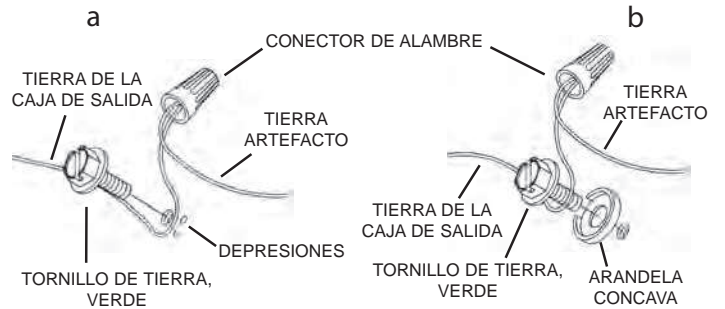 a
b
CONECTOR DE ALAMBRE
TIERRA DE LA
CAJA DE SALIDA
TIERRA
ARTEFACTO
DEPRESIONES
TORNILLO DE TIERRA,
VERDE
TIERRA
ARTEFACTO
TIERRA DE LA
CAJA DE SALIDA
TORNILLO DE TIERRA,
VERDE
ARANDELA
CONCAVA